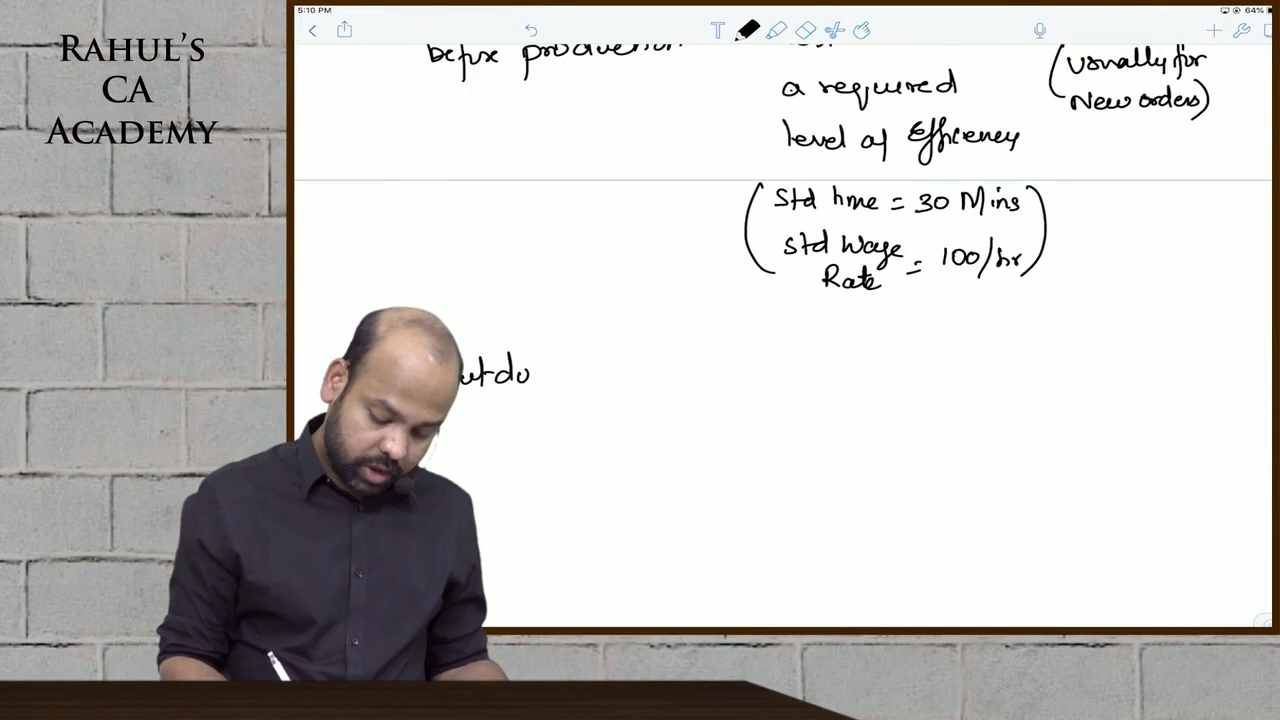 RAHUL'S
CA
ACADEMY
5:10 PM
64%
T
before production
a required
level of Efficiency
(usually for
New orders)
Std time = 30 Mins
Std Wage
Rate = 100/hr